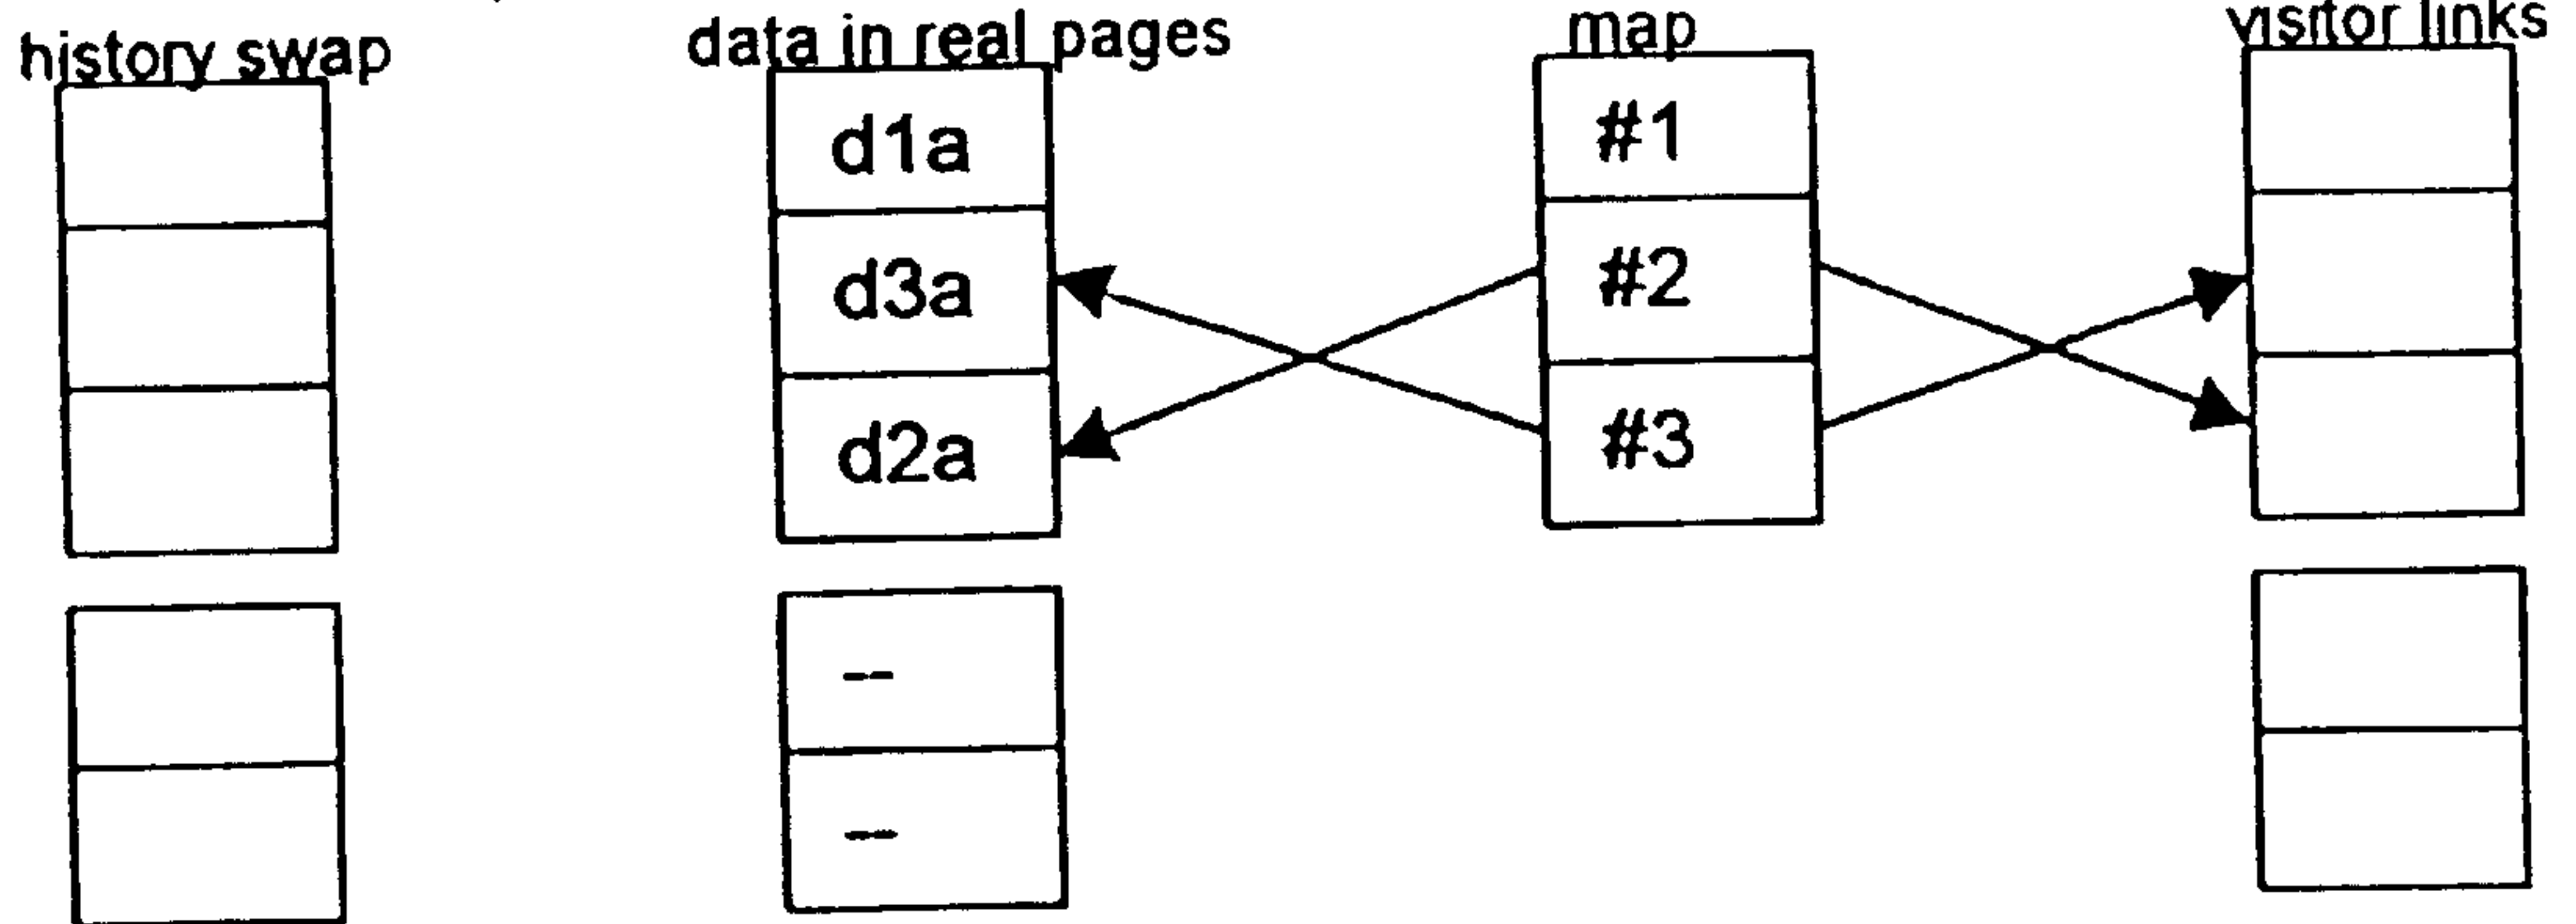 history swap
data in real pages
map
visitor links
d1a
#1
d3a
#2
d2a
#3
--
--